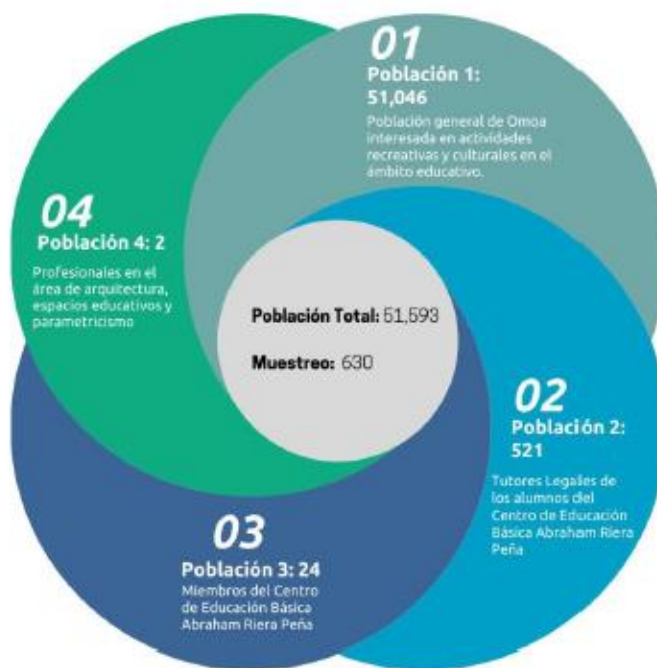 01
Población 1:
51,046
Población general de Omoa
interesada en actividades
recreativas y culturales en el
ámbito educativo.
02
Población 2:
521
Tutores Legales de
los alumnos del
Centro de Educación
Básica Abraham Riera
Peña
03
Población 3: 24
Miembros del Centro
de Educación Básica
Abraham Riera Peña
04
Población 4: 2
Profesionales en el
área de arquitectura,
espacios educativos y
parametricismo
Población Total: 51,593
Muestreo: 630